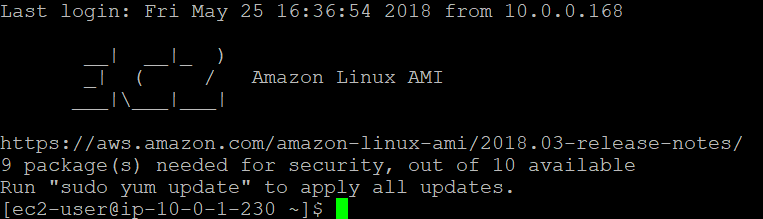 Last login: Fri May 25 16:36:54 2018 from 10.0.0.168
       __|  __|_  )
       _|  (     /   Amazon Linux AMI
      ___|\___|___|
https://aws.amazon.com/amazon-linux-ami/2018.03-release-notes/
9 package(s) needed for security, out of 10 available
Run "sudo yum update" to apply all updates.
[ec2-user@ip-10-0-1-230 ~]$